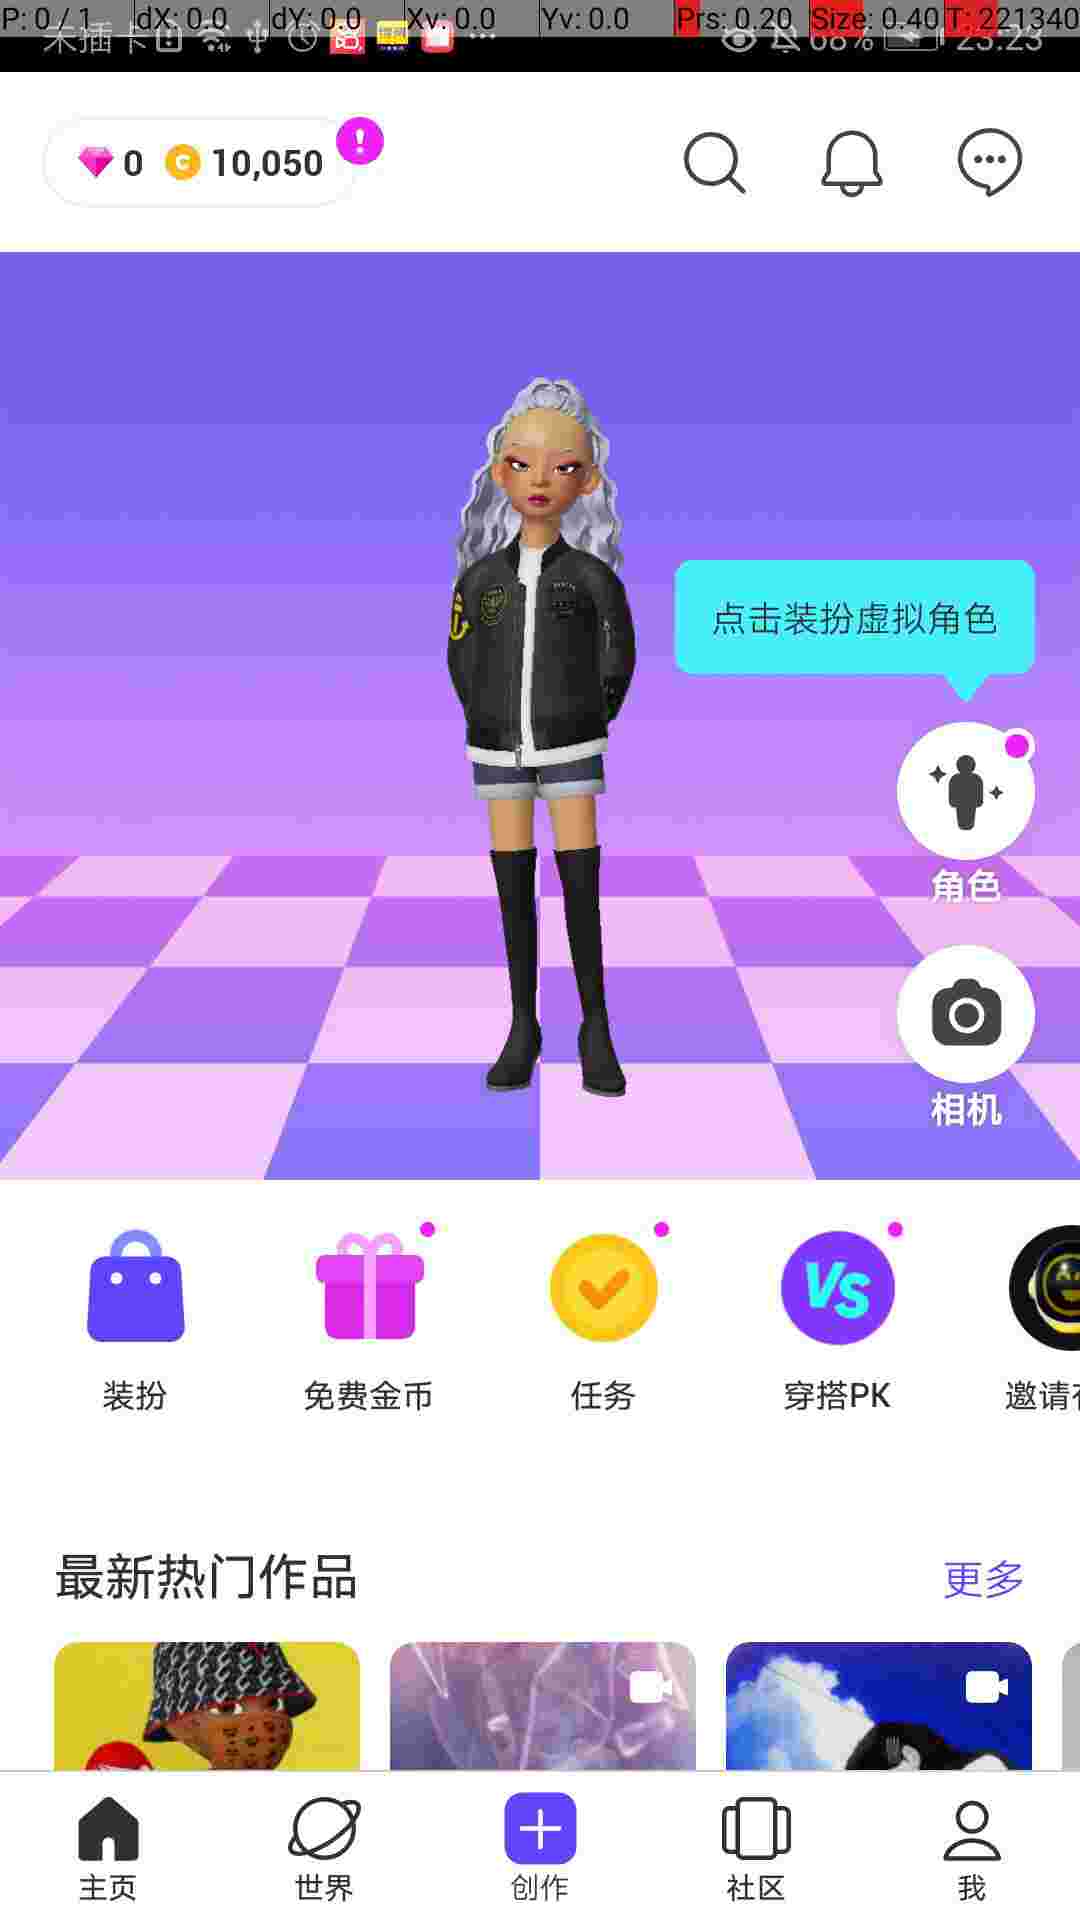 P: 0 / 1 dX: 0.0 dY: 0.0 Xv: 0.0 Yv: 0.0 Prs: 0.20 Size: 0.40 T: 221340
未插卡 68% 23:23
0 10,050
点击装扮虚拟角色
角色
相机
VS
装扮 免费金币 任务 穿搭PK 邀请
最新热门作品 更多
主页 世界 创作 社区 我